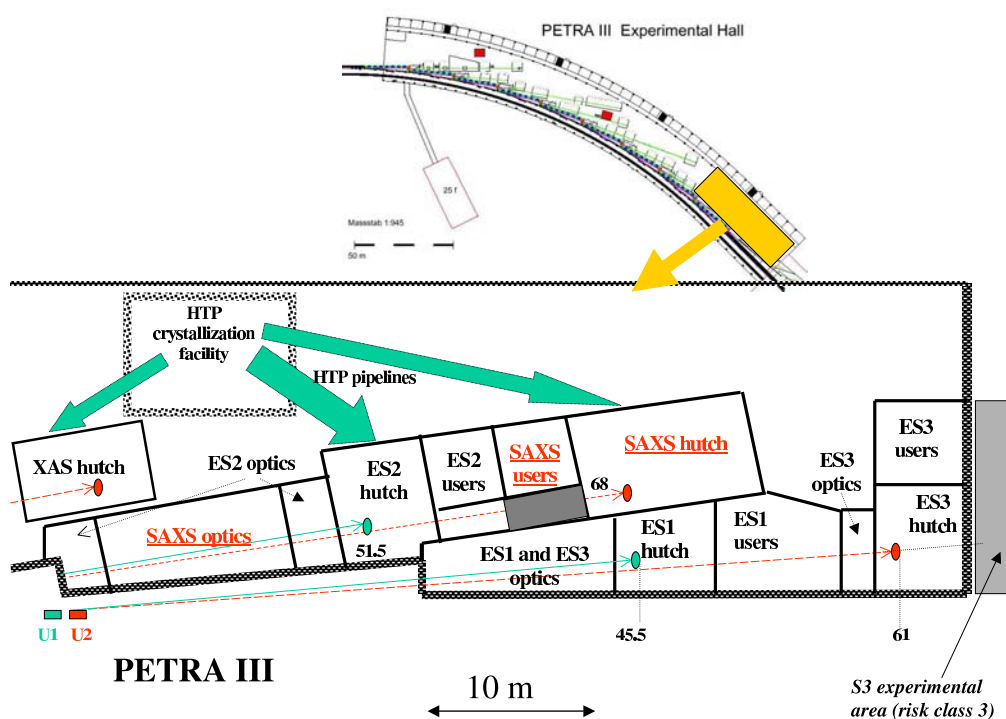 PETRA III Experimental Hall
25 f
Massstab 1:945
50 m
HTP
crystallization
facility
HTP pipelines
XAS hutch
ES2 optics
SAXS optics
ES2
hutch
ES2
users
SAXS
users
SAXS hutch
68
51.5
ES1 and ES3
optics
ES1
hutch
ES1
users
ES3
optics
ES3
users
ES3
hutch
U1 U2
45.5
61
PETRA III
10 m
S3 experimental
area (risk class 3)